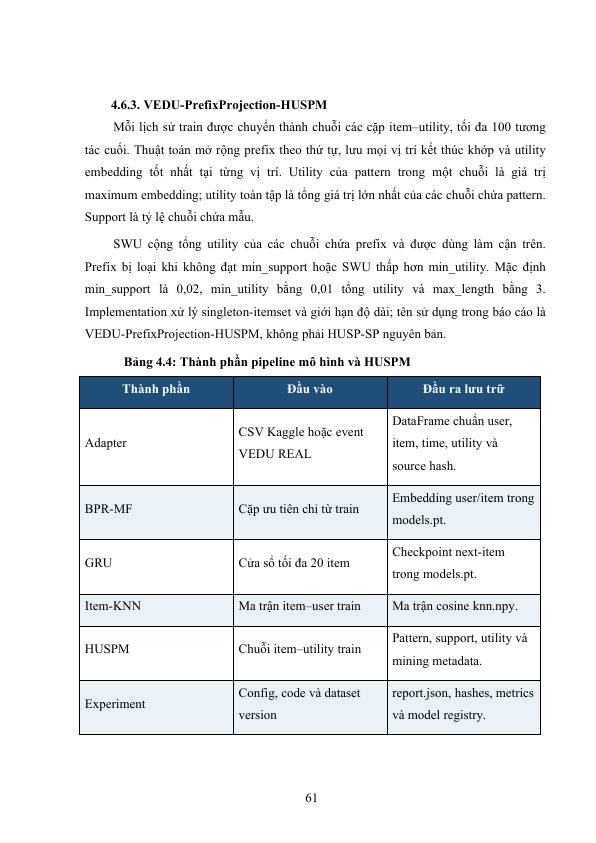 4.6.3. VEDU-PrefixProjection-HUSPM
Mỗi lịch sử train được chuyển thành chuỗi các cặp item–utility, tối đa 100 tương
tác cuối. Thuật toán mở rộng prefix theo thứ tự, lưu mọi vị trí kết thúc khớp và utility
embedding tốt nhất tại từng vị trí. Utility của pattern trong một chuỗi là giá trị
maximum embedding; utility toàn tập là tổng giá trị lớn nhất của các chuỗi chứa pattern.
Support là tỷ lệ chuỗi chứa mẫu.
SWU cộng tổng utility của các chuỗi chứa prefix và được dùng làm cận trên.
Prefix bị loại khi không đạt min_support hoặc SWU thấp hơn min_utility. Mặc định
min_support là 0,02, min_utility bằng 0,01 tổng utility và max_length bằng 3.
Implementation xử lý singleton-itemset và giới hạn độ dài; tên sử dụng trong báo cáo là
VEDU-PrefixProjection-HUSPM, không phải HUSP-SP nguyên bản.
Bảng 4.4: Thành phần pipeline mô hình và HUSPM
Thành phần Đầu vào Đầu ra lưu trữ
Adapter
CSV Kaggle hoặc event
VEDU REAL
DataFrame chuẩn user,
item, time, utility và
source hash.
BPR-MF
Cặp ưu tiên chỉ từ train
Embedding user/item trong
models.pt.
GRU
Cửa sổ tối đa 20 item
Checkpoint next-item
trong models.pt.
Item-KNN
Ma trận item–user train
Ma trận cosine knn.npy.
HUSPM
Chuỗi item–utility train
Pattern, support, utility và
mining metadata.
Experiment
Config, code và dataset
version
report.json, hashes, metrics
và model registry.
61